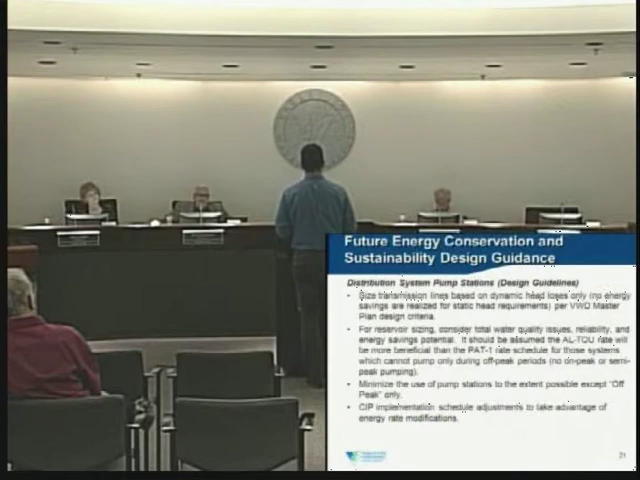 Future Energy Conservation and
Sustainability Design Guidance
Distribution System Pump Stations (Design Guidelines)
• Size transmission lines based on dynamic head loses only (no energy
savings are realized for static head requirements) per VWD Master
Plan design criteria.
• For reservoir sizing, consider total water quality issues, reliability, and
energy savings potential. It should be assumed the AL-TOU rate will
be more beneficial than the PAT-1 rate schedule for those systems
which cannot pump only during off-peak periods (no on-peak or semi-
peak pumping).
• Minimize the use of pump stations to the extent possible except "Off
Peak" only.
• CIP implementation schedule adjustments to take advantage of
energy rate modifications.
21